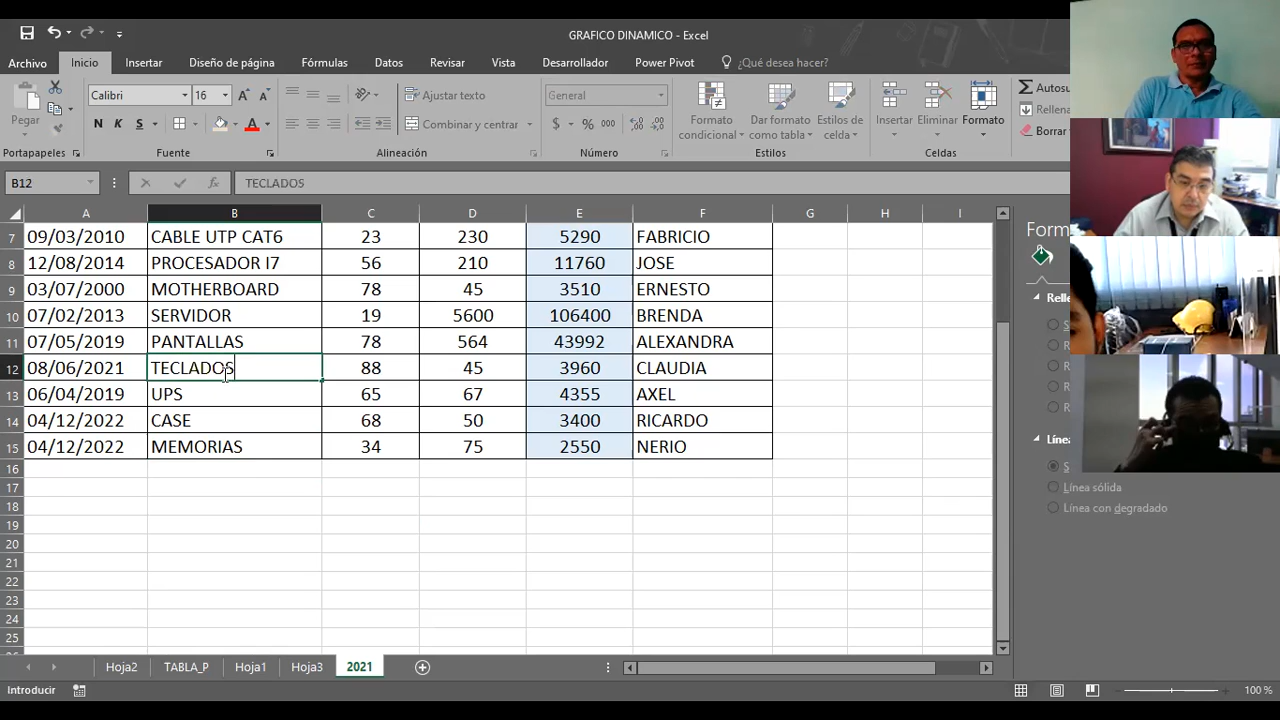 GRAFICO DINAMICO - Excel
Archivo Inicio Insertar Diseño de página Fórmulas Datos Revisar Vista Desarrollador Power Pivot ¿Qué desea hacer?
Pegar
Calibri 16
N K S
Ajustar texto
Combinar y centrar
General
$ % 000
Formato condicional
Dar formato como tabla
Estilos de celda
Insertar Eliminar Formato
Autosu
Rellena
Borrar
Portapapeles Fuente Alineación Número Estilos Celdas
B12 fx TECLADOS
A B C D E F G H I
7 09/03/2010 CABLE UTP CAT6 23 230 5290 FABRICIO
8 12/08/2014 PROCESADOR I7 56 210 11760 JOSE
9 03/07/2000 MOTHERBOARD 78 45 3510 ERNESTO
10 07/02/2013 SERVIDOR 19 5600 106400 BRENDA
11 07/05/2019 PANTALLAS 78 564 43992 ALEXANDRA
12 08/06/2021 TECLADOS 88 45 3960 CLAUDIA
13 06/04/2019 UPS 65 67 4355 AXEL
14 04/12/2022 CASE 68 50 3400 RICARDO
15 04/12/2022 MEMORIAS 34 75 2550 NERIO
16
17
18
19
20
21
22
23
24
25
Form
Relle
S
R
R
R
Línea
S
Línea sólida
Línea con degradado
Hoja2 TABLA_P Hoja1 Hoja3 2021
Introducir
100 %